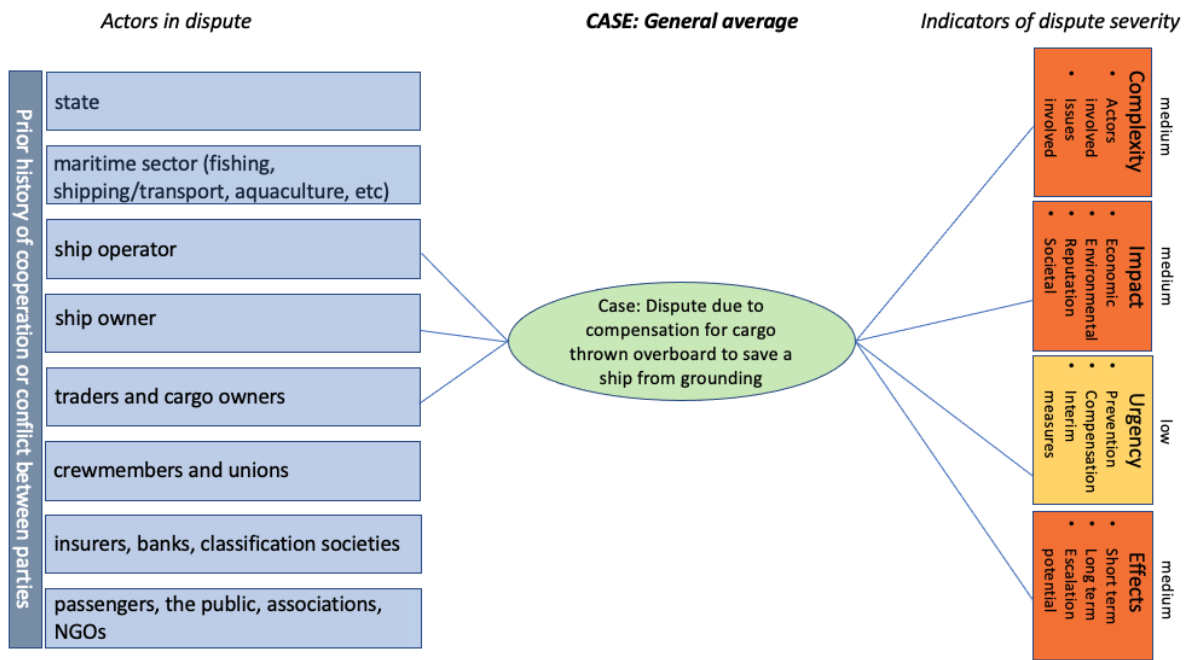 Actors in dispute
CASE: General average
Indicators of dispute severity
Prior history of cooperation or conflict between parties
state
maritime sector (fishing,
shipping/transport, aquaculture, etc)
ship operator
ship owner
traders and cargo owners
crewmembers and unions
insurers, banks, classification societies
passengers, the public, associations,
NGOs
Case: Dispute due to
compensation for cargo
thrown overboard to save a
ship from grounding
Complexity
• Actors
involved
• Issues
involved
medium
Impact
• Economic
• Environmental
• Reputation
• Societal
medium
Urgency
• Prevention
• Compensation
• Interim
measures
low
Effects
• Short term
• Long term
• Escalation
potential
medium